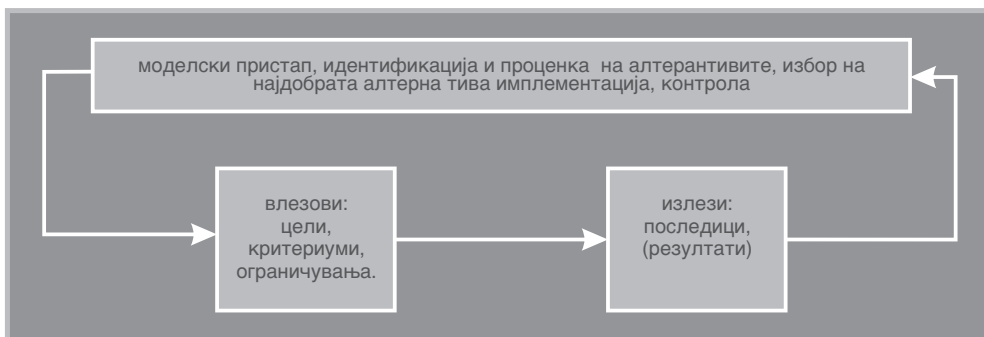 моделски пристап, идентификација и проценка на алтерантивите, избор на
најдобрата алтерна тива имплементација, контрола
влезови:
цели,
критериуми,
ограничувања.
излези:
последици,
(резултати)